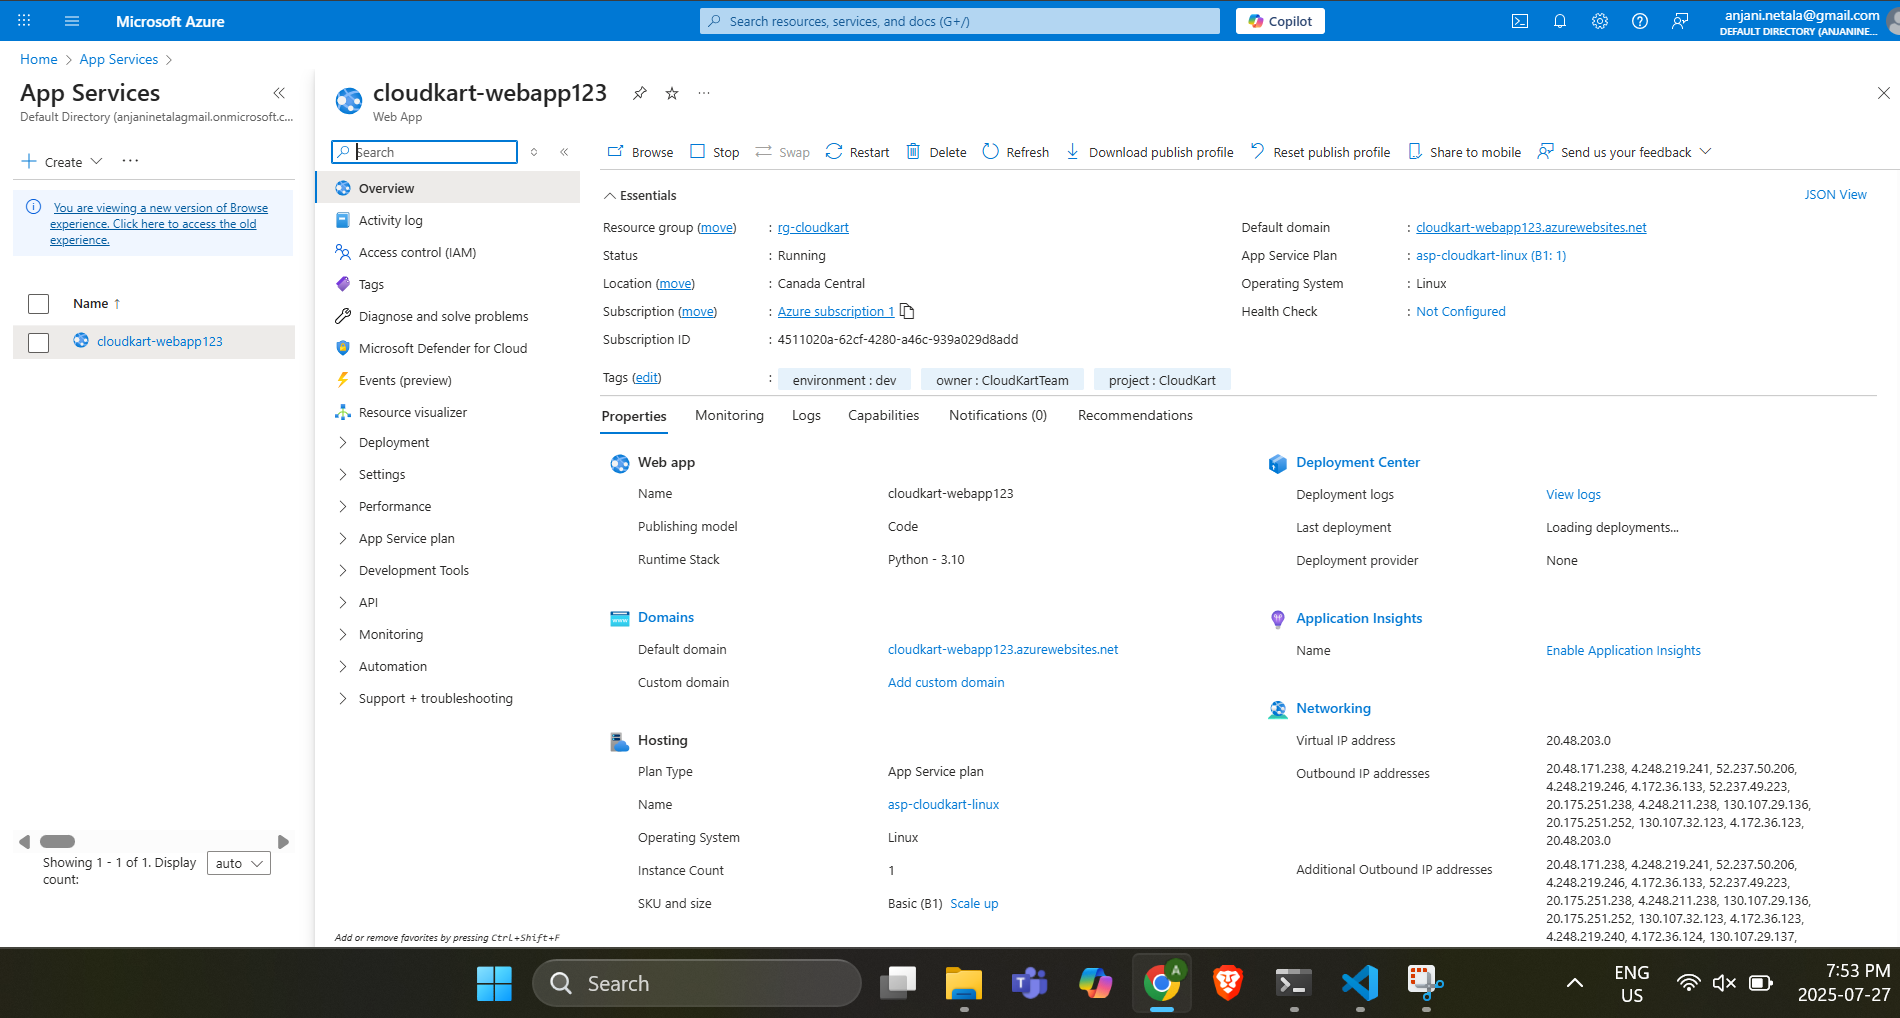 Microsoft Azure
Search resources, services, and docs (G+/)
Copilot
anjani.netala@gmail.com
DEFAULT DIRECTORY (ANJANINE...
Home > App Services >
App Services
Default Directory (anjaninetalagmail.onmicrosoft.c...
Create
You are viewing a new version of Browse
experience. Click here to access the old
experience.
Name ↑
cloudkart-webapp123
Showing 1 - 1 of 1. Display
count:
auto
cloudkart-webapp123
Web App
Search
Overview
Activity log
Access control (IAM)
Tags
Diagnose and solve problems
Microsoft Defender for Cloud
Events (preview)
Resource visualizer
Deployment
Settings
Performance
App Service plan
Development Tools
API
Monitoring
Automation
Support + troubleshooting
Add or remove favorites by pressing Ctrl+Shift+F
Browse Stop Swap Restart Delete Refresh Download publish profile Reset publish profile Share to mobile Send us your feedback
Essentials
JSON View
Resource group (move) : rg-cloudkart
Status : Running
Location (move) : Canada Central
Subscription (move) : Azure subscription 1
Subscription ID : 4511020a-62cf-4280-a46c-939a029d8add
Default domain : cloudkart-webapp123.azurewebsites.net
App Service Plan : asp-cloudkart-linux (B1: 1)
Operating System : Linux
Health Check : Not Configured
Tags (edit) : environment : dev owner : CloudKartTeam project : CloudKart
Properties Monitoring Logs Capabilities Notifications (0) Recommendations
Web app
Name cloudkart-webapp123
Publishing model Code
Runtime Stack Python - 3.10
Domains
Default domain cloudkart-webapp123.azurewebsites.net
Custom domain Add custom domain
Hosting
Plan Type App Service plan
Name asp-cloudkart-linux
Operating System Linux
Instance Count 1
SKU and size Basic (B1) Scale up
Deployment Center
Deployment logs View logs
Last deployment Loading deployments...
Deployment provider None
Application Insights
Name Enable Application Insights
Networking
Virtual IP address 20.48.203.0
Outbound IP addresses 20.48.171.238, 4.248.219.241, 52.237.50.206,
4.248.219.246, 4.172.36.133, 52.237.49.223,
20.175.251.238, 4.248.211.238, 130.107.29.136,
20.175.251.252, 130.107.32.123, 4.172.36.123,
20.48.203.0
Additional Outbound IP addresses 20.48.171.238, 4.248.219.241, 52.237.50.206,
4.248.219.246, 4.172.36.133, 52.237.49.223,
20.175.251.238, 4.248.211.238, 130.107.29.136,
20.175.251.252, 130.107.32.123, 4.172.36.123,
4.248.219.240, 4.172.36.124, 130.107.29.137,
Search
A
ENG
US
7:53 PM
2025-07-27